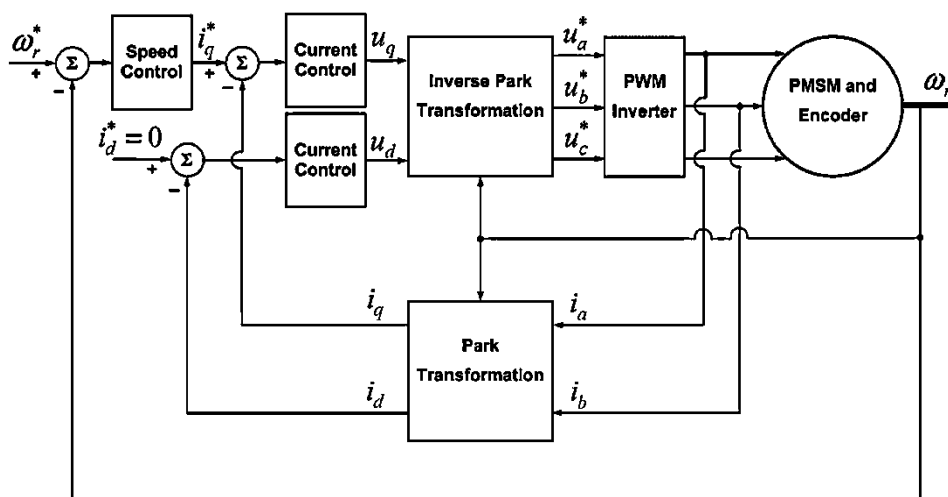 ω_r^*
+
−
Σ
Speed
Control
i_q^*
+
−
Σ
Current
Control
u_q
i_d^* = 0
+
−
Σ
Current
Control
u_d
Inverse Park
Transformation
u_a^*
u_b^*
u_c^*
PWM
Inverter
PMSM and
Encoder
ω_r
i_q
i_d
Park
Transformation
i_a
i_b